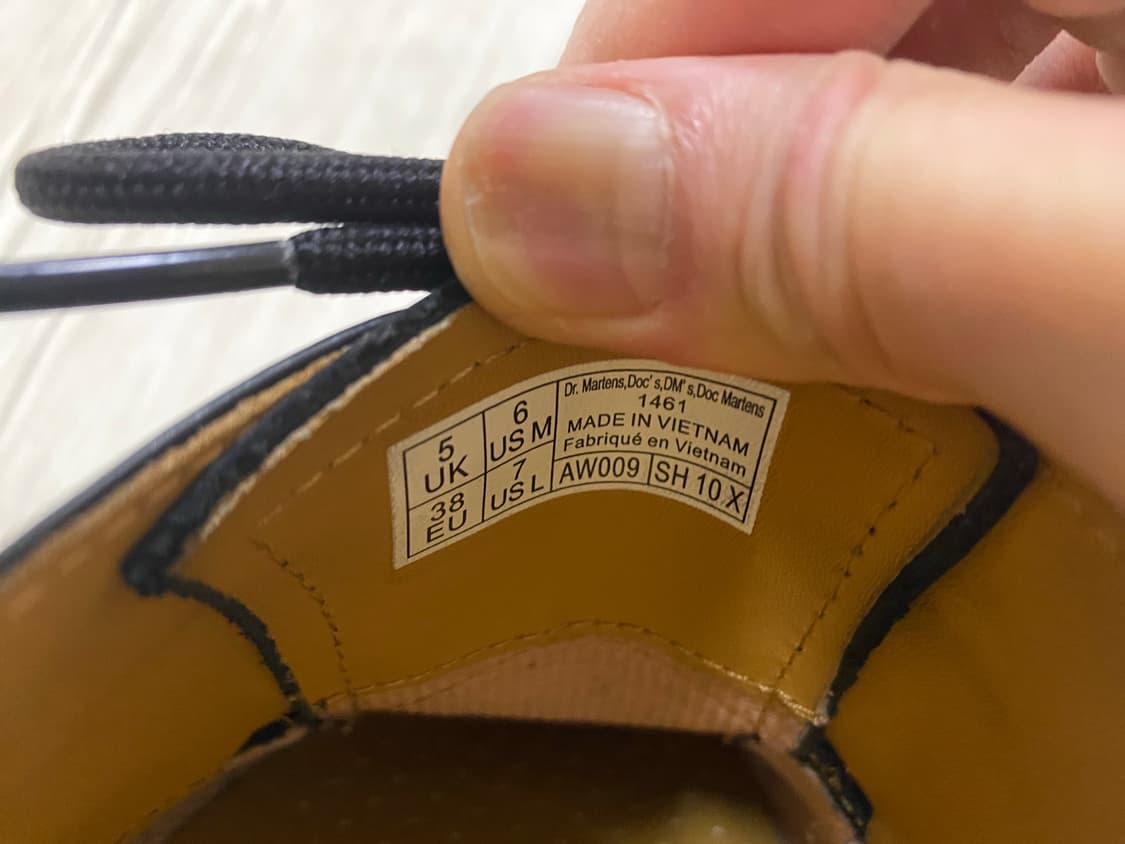 5
UK
6
US M
38
EU
7
US L
Dr. Martens,Doc's,DM's,Doc Martens
1461
MADE IN VIETNAM
Fabriqué en Vietnam
AW009
SH 10 X